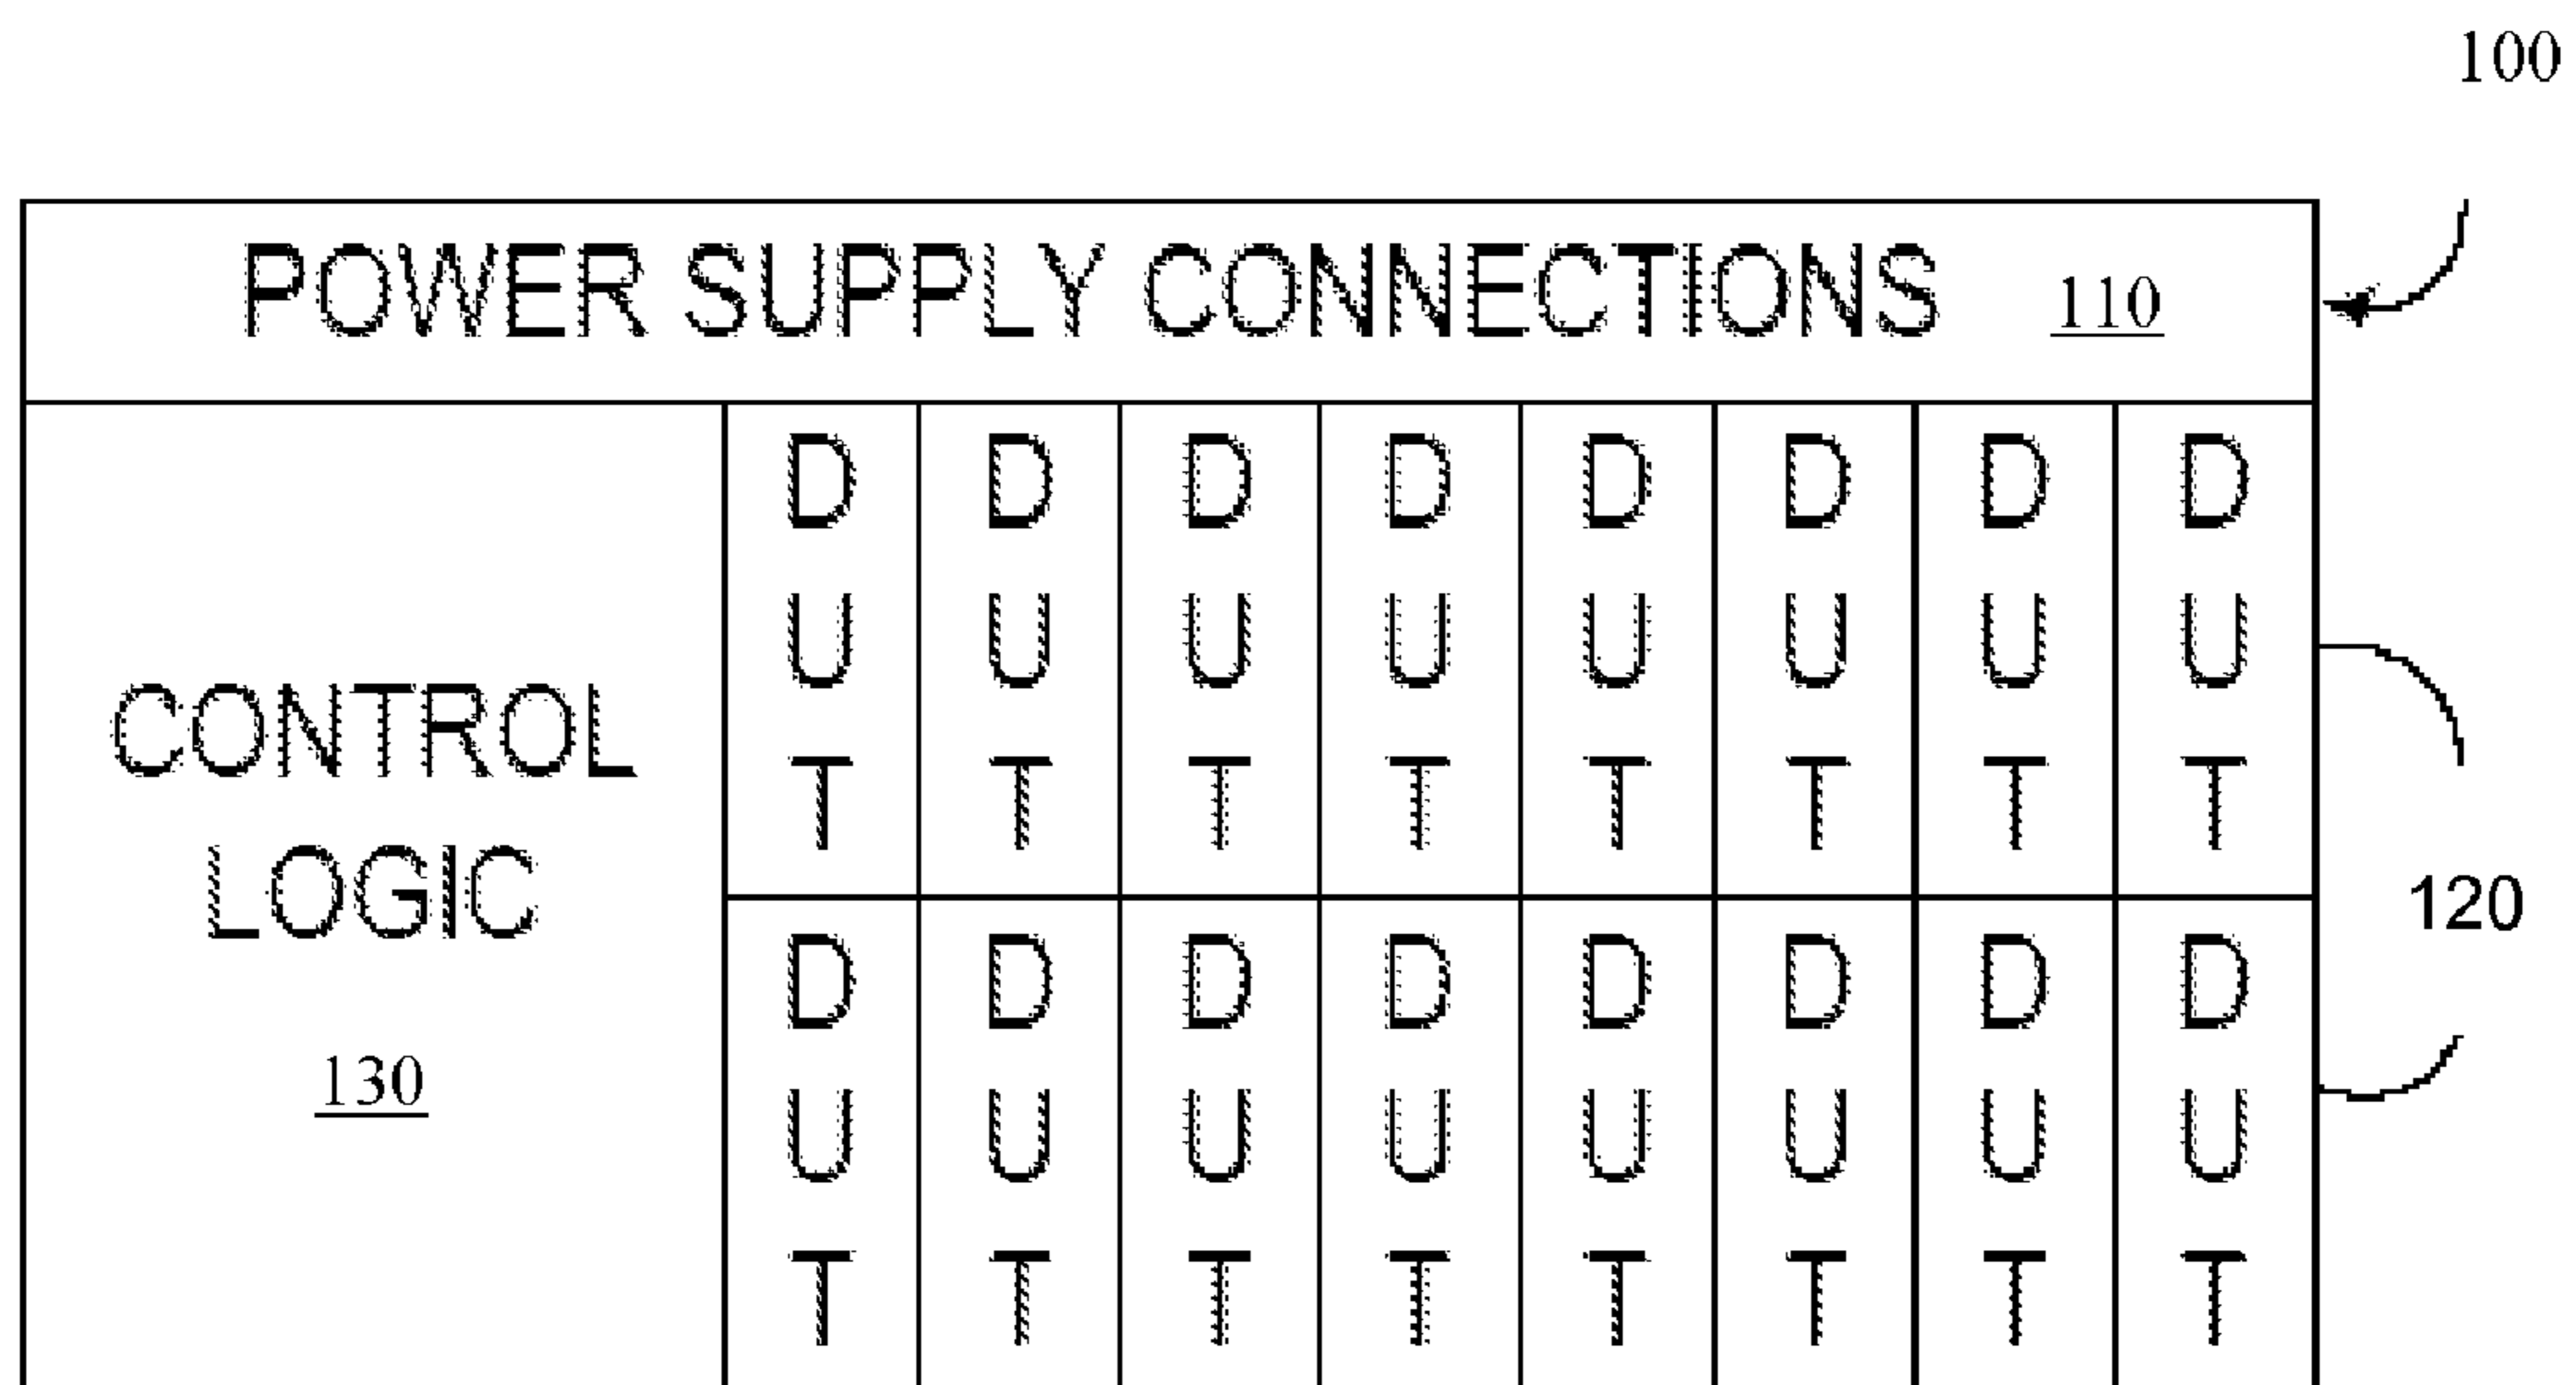 100
POWER SUPPLY CONNECTIONS 110
D D D D D D D D
U U U U U U U U
T T T T T T T T
CONTROL
LOGIC
130
120
D D D D D D D D
U U U U U U U U
T T T T T T T T